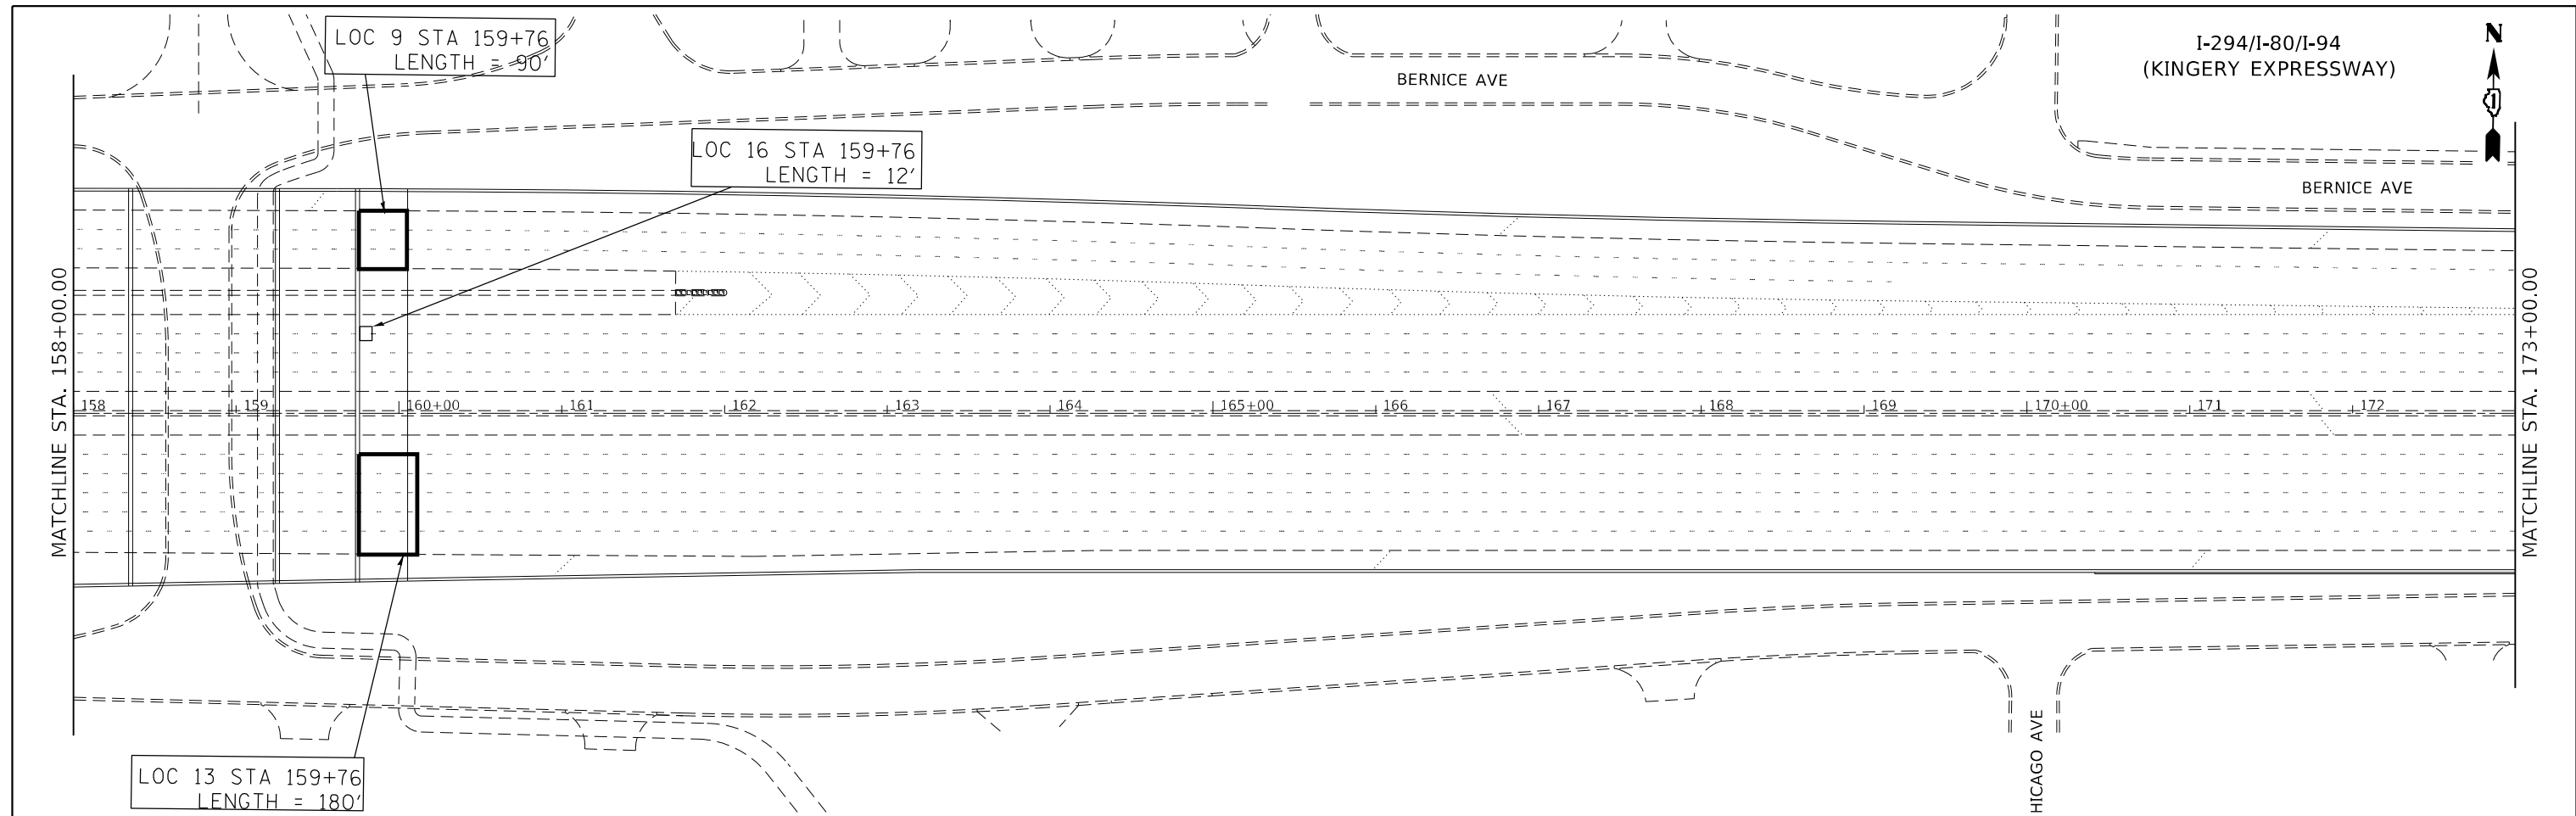 LOC 9 STA 159+76
LENGTH = 90'
BERNICE AVE
I-294/I-80/I-94
(KINGERY EXPRESSWAY)
N
LOC 16 STA 159+76
LENGTH = 12'
BERNICE AVE
MATCHLINE STA. 158+00.00
158 159 160+00 161 162 163 164 165+00 166 167 168 169 170+00 171 172
MATCHLINE STA. 173+00.00
LOC 13 STA 159+76
LENGTH = 180'
HICAGO AVE